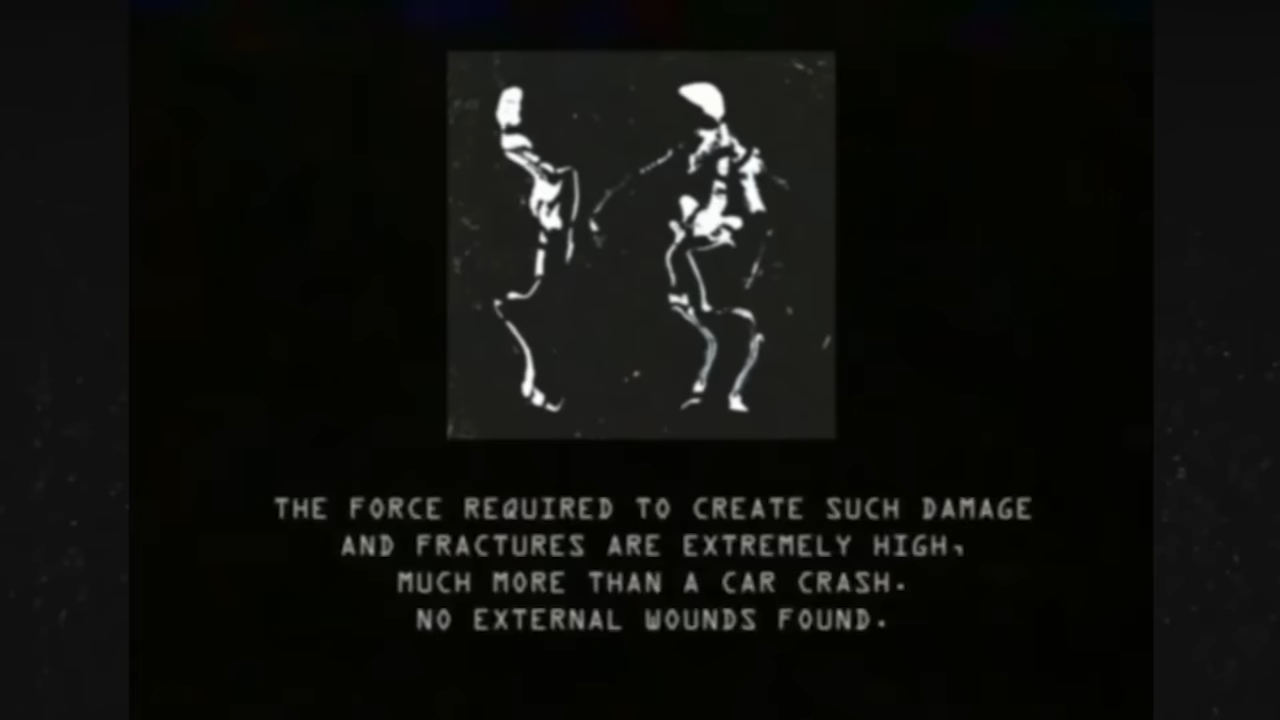 THE FORCE REQUIRED TO CREATE SUCH DAMAGE
AND FRACTURES ARE EXTREMELY HIGH,
MUCH MORE THAN A CAR CRASH.
NO EXTERNAL WOUNDS FOUND.